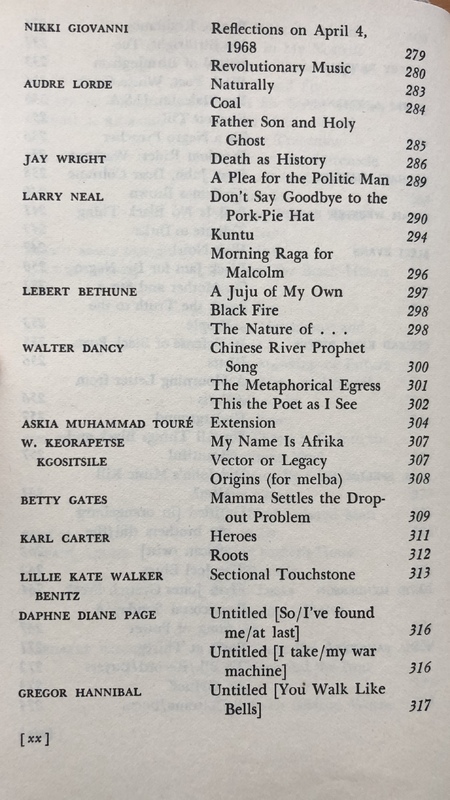 NIKKI GIOVANNI Reflections on April 4,
1968 279
Revolutionary Music 280
AUDRE LORDE Naturally 283
Coal 284
Father Son and Holy
Ghost 285
JAY WRIGHT Death as History 286
A Plea for the Politic Man 289
LARRY NEAL Don't Say Goodbye to the
Pork-Pie Hat 290
Kuntu 294
Morning Raga for
Malcolm 296
LEBERT BETHUNE A Juju of My Own 297
Black Fire 298
The Nature of . . . 298
WALTER DANCY Chinese River Prophet
Song 300
The Metaphorical Egress 301
This the Poet as I See 302
ASKIA MUHAMMAD TOURÉ Extension 304
W. KEORAPETSE My Name Is Afrika 307
KGOSITSILE Vector or Legacy 307
Origins (for melba) 308
BETTY GATES Mamma Settles the Drop-
out Problem 309
KARL CARTER Heroes 311
Roots 312
LILLIE KATE WALKER Sectional Touchstone 313
BENITZ
DAPHNE DIANE PAGE Untitled [So/I've found
me/at last] 316
Untitled [I take/my war
machine] 316
GREGOR HANNIBAL Untitled [You Walk Like
Bells] 317
[xx]